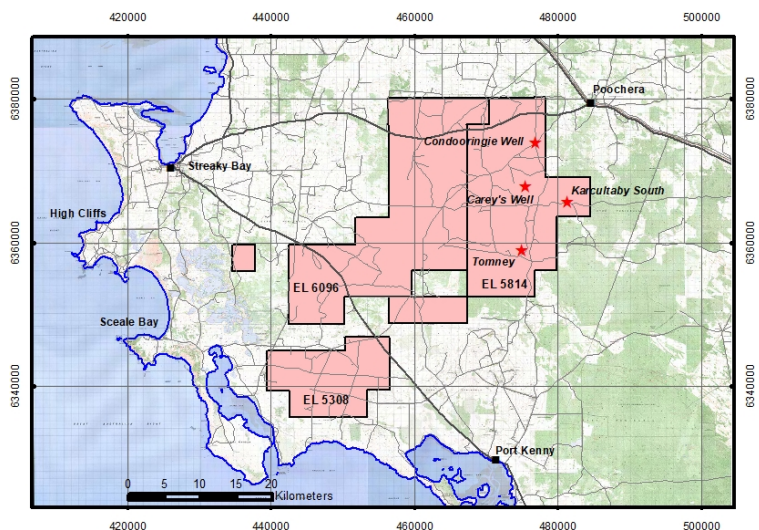 420000 440000 460000 480000 500000
6380000 6380000
Poochera
Condooringie Well
Streaky Bay
Karcultaby South
Carey's Well
High Cliffs
6360000 6360000
Tomney
EL 6096 EL 5814
Sceale Bay
6340000 6340000
EL 5308
Port Kenny
0 5 10 15 20
Kilometers
420000 440000 460000 480000 500000